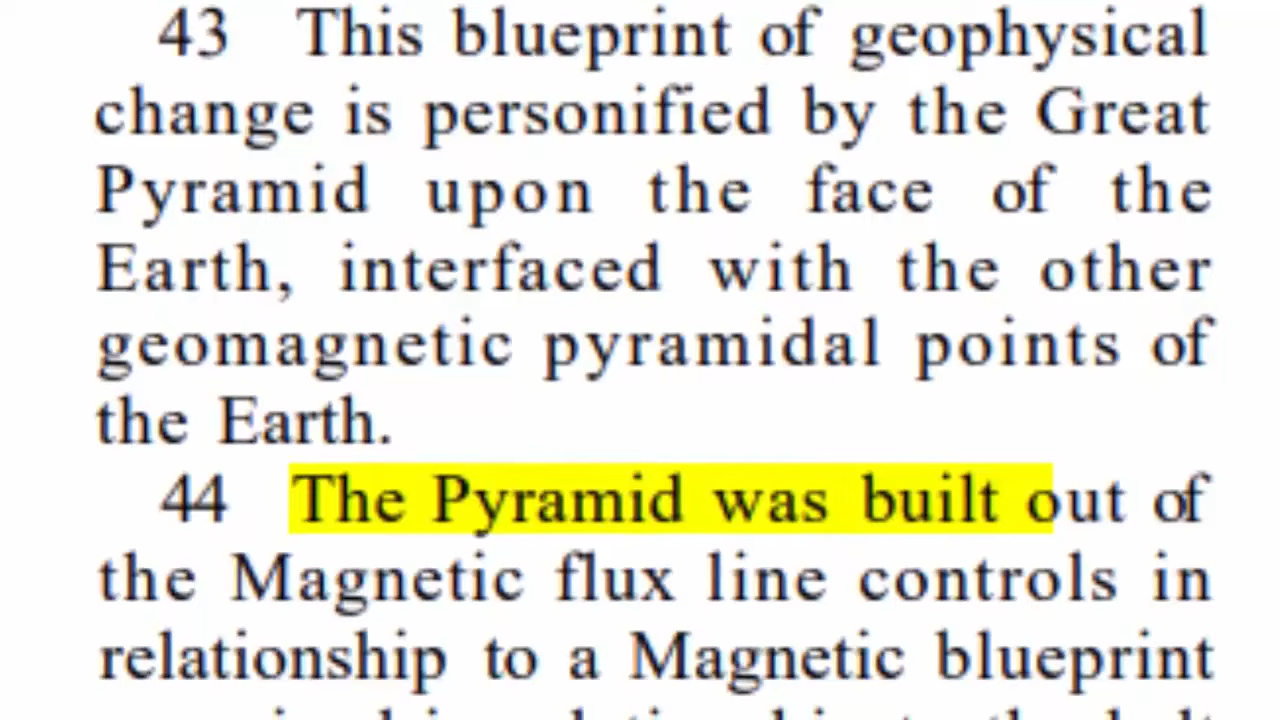 43 This blueprint of geophysical
change is personified by the Great
Pyramid upon the face of the
Earth, interfaced with the other
geomagnetic pyramidal points of
the Earth.
44 The Pyramid was built out of
the Magnetic flux line controls in
relationship to a Magnetic blueprint